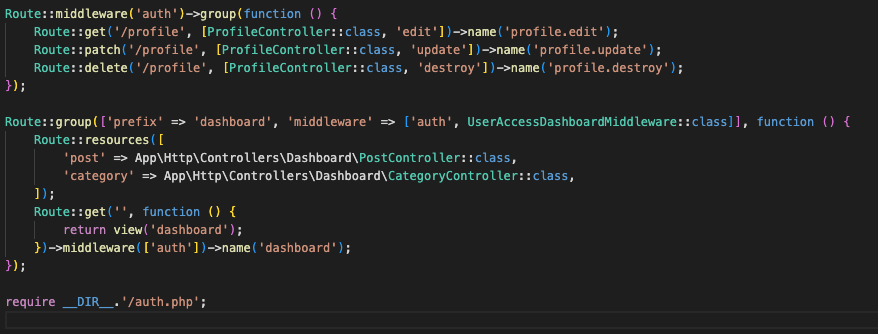 Route::middleware('auth')->group(function () {
    Route::get('/profile', [ProfileController::class, 'edit'])->name('profile.edit');
    Route::patch('/profile', [ProfileController::class, 'update'])->name('profile.update');
    Route::delete('/profile', [ProfileController::class, 'destroy'])->name('profile.destroy');
});

Route::group(['prefix' => 'dashboard', 'middleware' => ['auth', UserAccessDashboardMiddleware::class]], function () {
    Route::resources([
        'post' => App\Http\Controllers\Dashboard\PostController::class,
        'category' => App\Http\Controllers\Dashboard\CategoryController::class,
    ]);
    Route::get('', function () {
        return view('dashboard');
    })->middleware(['auth'])->name('dashboard');
});

require __DIR__.'/auth.php';